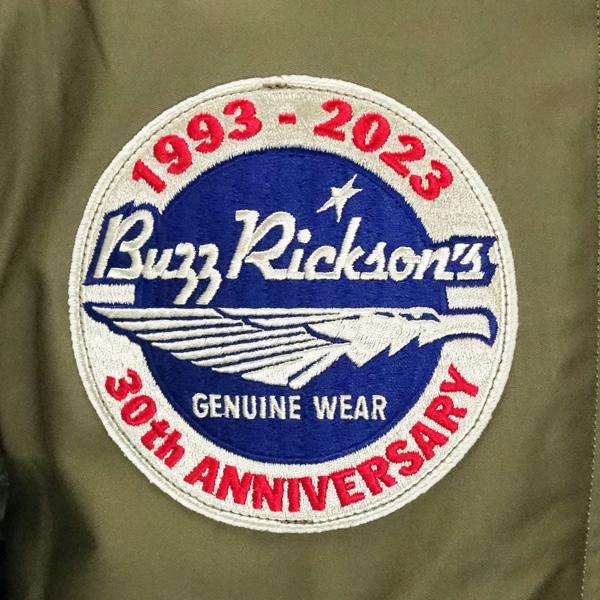 1993 - 2023
Buzz Rickson's
GENUINE WEAR
30th ANNIVERSARY